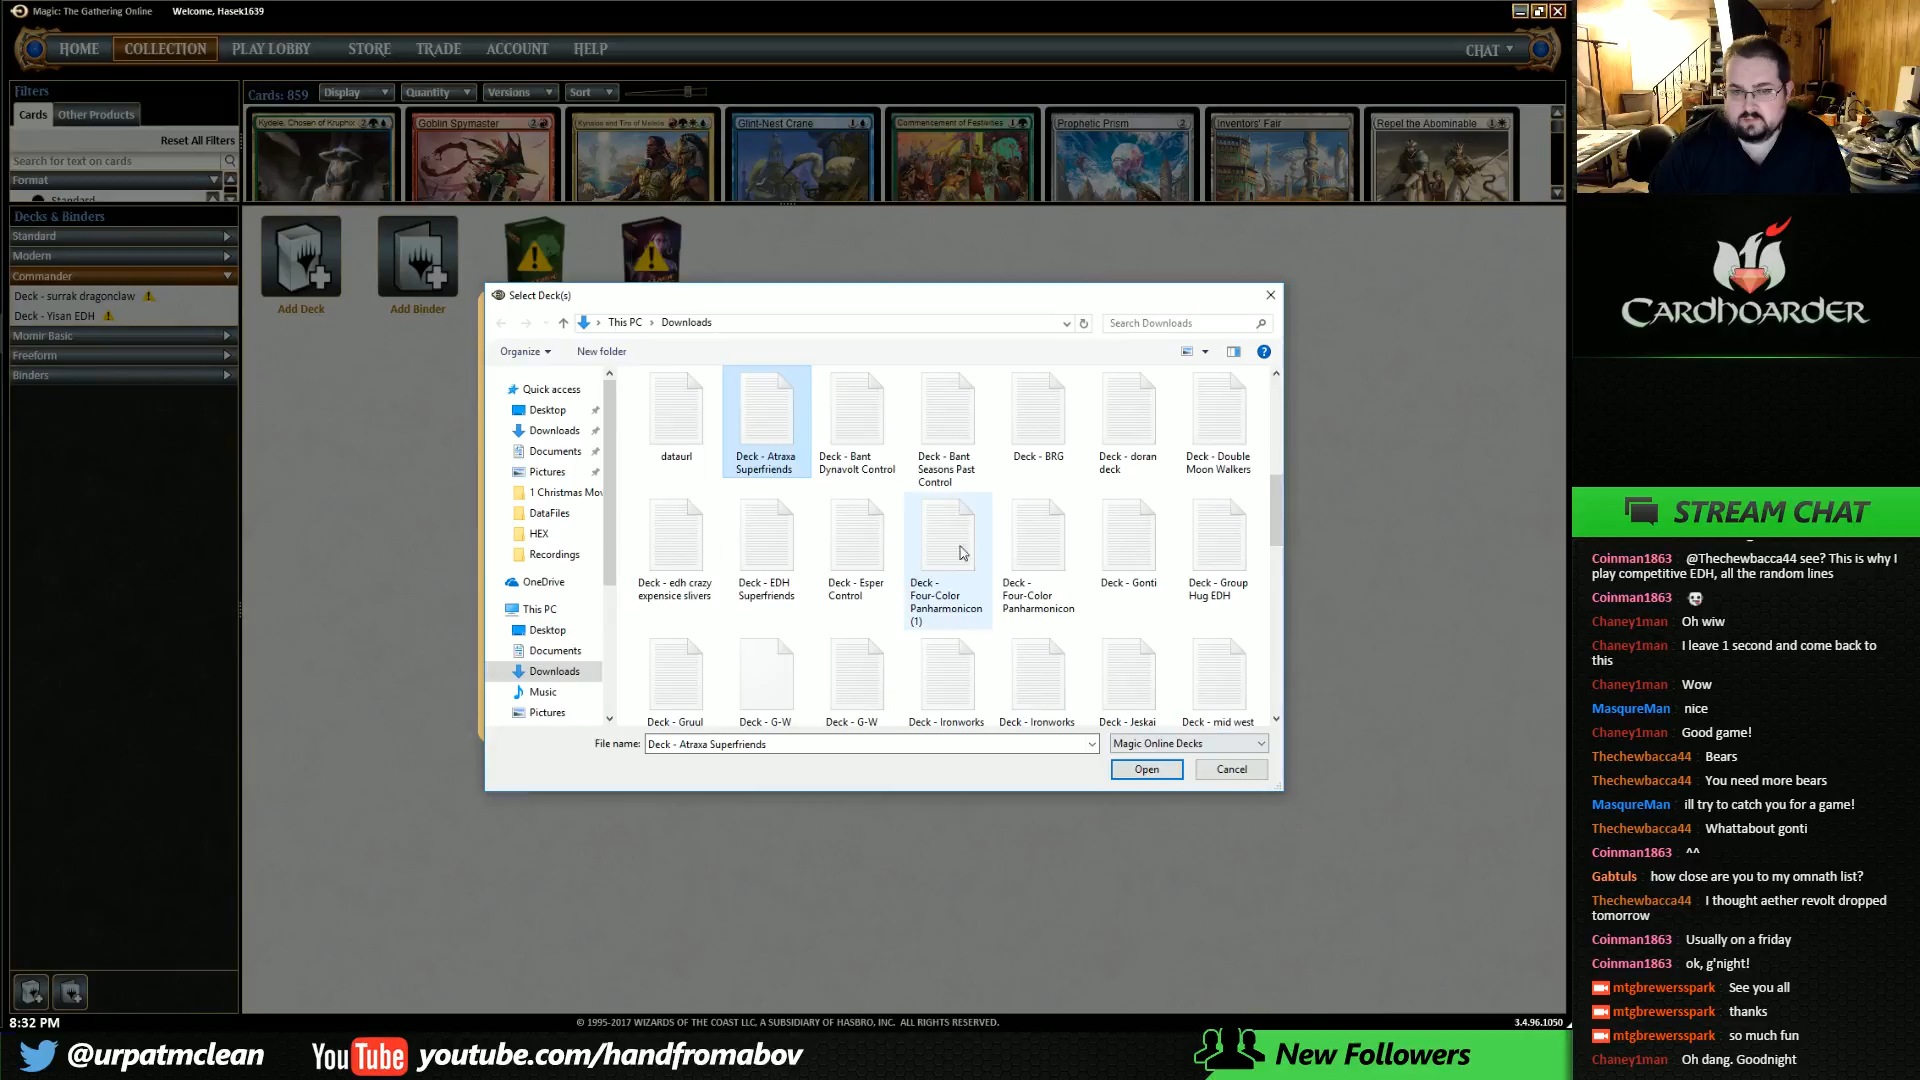 Magic: The Gathering Online
Welcome, Hasek1639
HOME
COLLECTION
PLAY LOBBY
STORE
TRADE
ACCOUNT
HELP
CHAT
Filters
Cards
Other Products
Reset All Filters
Search for text on cards
Format
Standard
Cards: 859
Display
Quantity
Versions
Sort
Kydele, Chosen of Kruphix
Goblin Spymaster
Kynaios and Tiro of Meletis
Glint-Nest Crane
Commencement of Festivities
Prophetic Prism
Inventors' Fair
Repel the Abominable
Decks & Binders
Standard
Modern
Commander
Deck - surrak dragonclaw
Deck - Yisan EDH
Momir Basic
Freeform
Binders
Add Deck
Add Binder
Select Deck(s)
This PC
Downloads
Search Downloads
Organize
New folder
Quick access
Desktop
Downloads
Documents
Pictures
1 Christmas Mov
DataFiles
HEX
Recordings
OneDrive
This PC
Desktop
Documents
Downloads
Music
Pictures
dataurl
Deck - Atraxa
Superfriends
Deck - Bant
Dynavolt Control
Deck - Bant
Seasons Past
Control
Deck - BRG
Deck - doran
deck
Deck - Double
Moon Walkers
Deck - edh crazy
expensice slivers
Deck - EDH
Superfriends
Deck - Esper
Control
Deck -
Four-Color
Panharmonicon
(1)
Deck -
Four-Color
Panharmonicon
Deck - Gonti
Deck - Group
Hug EDH
Deck - Gruul
Deck - G-W
Deck - G-W
Deck - Ironworks
Deck - Ironworks
Deck - Jeskai
Deck - mid west
File name:
Deck - Atraxa Superfriends
Magic Online Decks
Open
Cancel
8:32 PM
© 1995-2017 WIZARDS OF THE COAST LLC, A SUBSIDIARY OF HASBRO, INC. ALL RIGHTS RESERVED.
3.4.96.1050
@urpatmclean
YouTube
youtube.com/handfromabov
New Followers
CARDHOARDER
STREAM CHAT
Coinman1863 @Thechewbacca44 see? This is why I
play competitive EDH, all the random lines
Coinman1863
Chaney1man Oh wiw
Chaney1man I leave 1 second and come back to
this
Chaney1man Wow
MasqureMan nice
Chaney1man Good game!
Thechewbacca44 Bears
Thechewbacca44 You need more bears
MasqureMan ill try to catch you for a game!
Thechewbacca44 Whattabout gonti
Coinman1863 ^^
Gabtuls how close are you to my omnath list?
Thechewbacca44 I thought aether revolt dropped
tomorrow
Coinman1863 Usually on a friday
Coinman1863 ok, g'night!
mtgbrewersspark See you all
mtgbrewersspark thanks
mtgbrewersspark so much fun
Chaney1man Oh dang. Goodnight